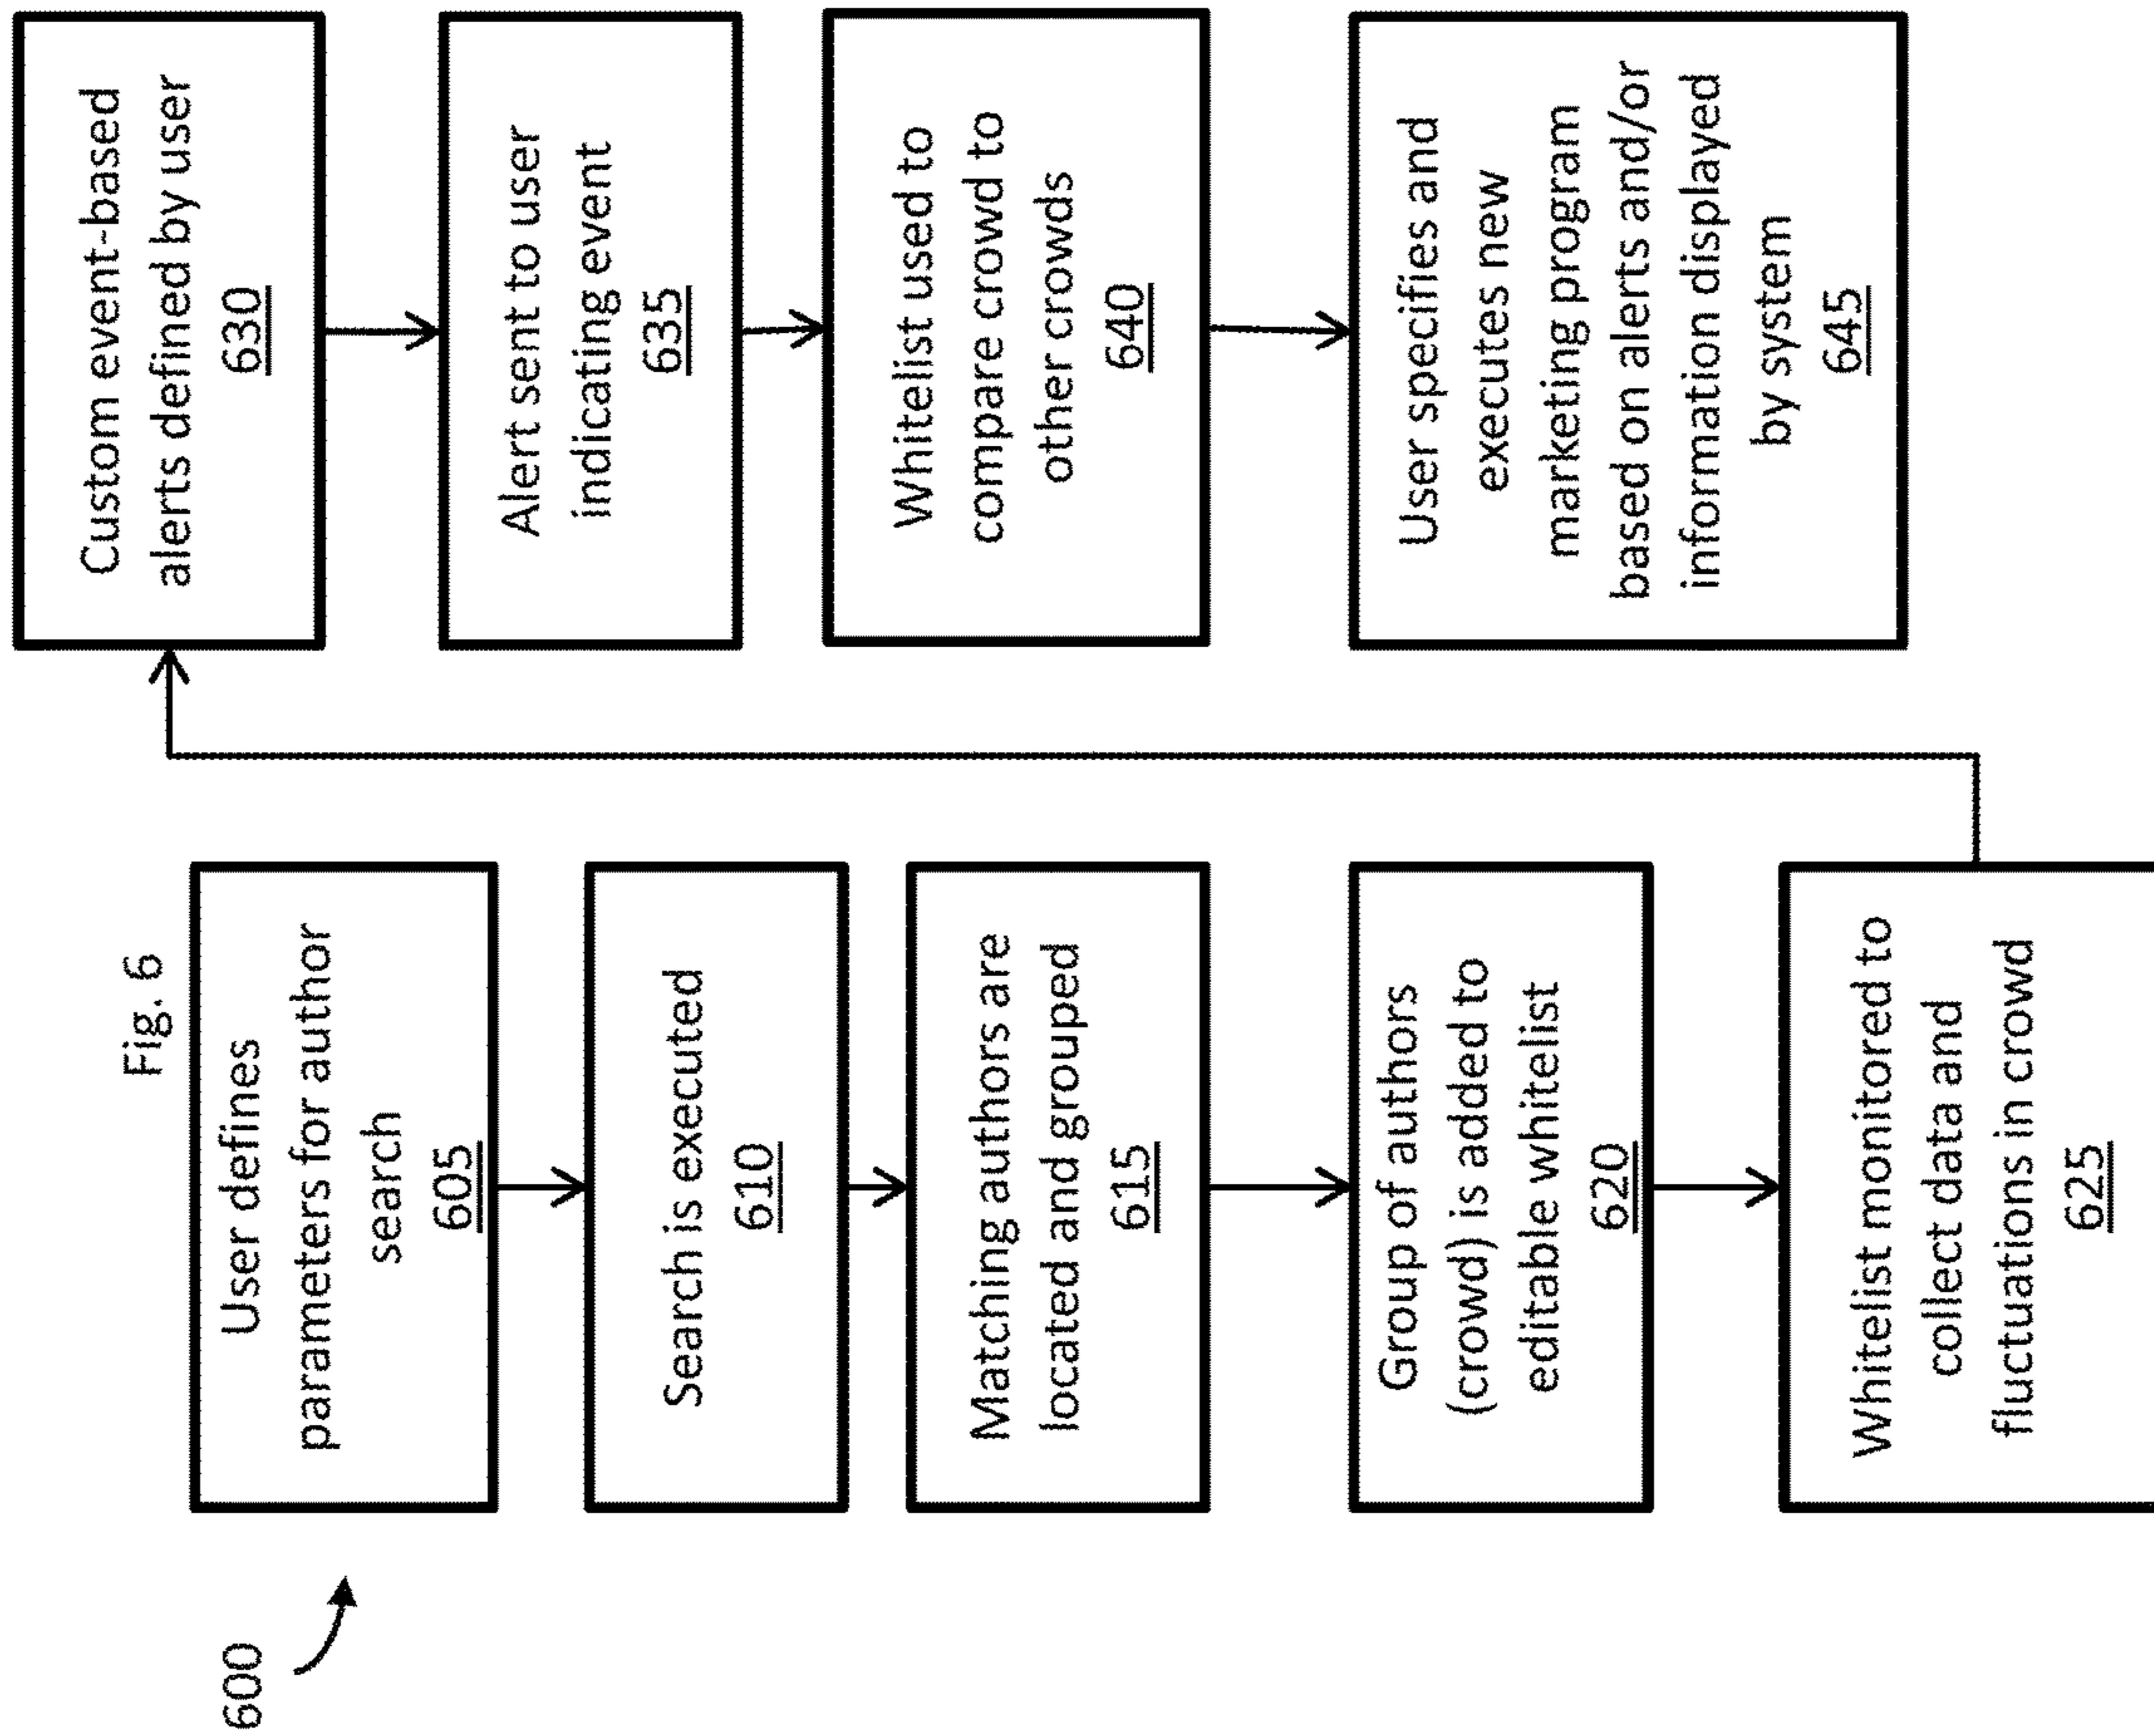 Fig. 6
600
User defines
parameters for author
search
605
Search is executed
610
Matching authors are
located and grouped
615
Group of authors
(crowd) is added to
editable whitelist
620
Whitelist monitored to
collect data and
fluctuations in crowd
625
Custom event-based
alerts defined by user
630
Alert sent to user
indicating event
635
Whitelist used to
compare crowd to
other crowds
640
User specifies and
executes new
marketing program
based on alerts and/or
information displayed
by system
645